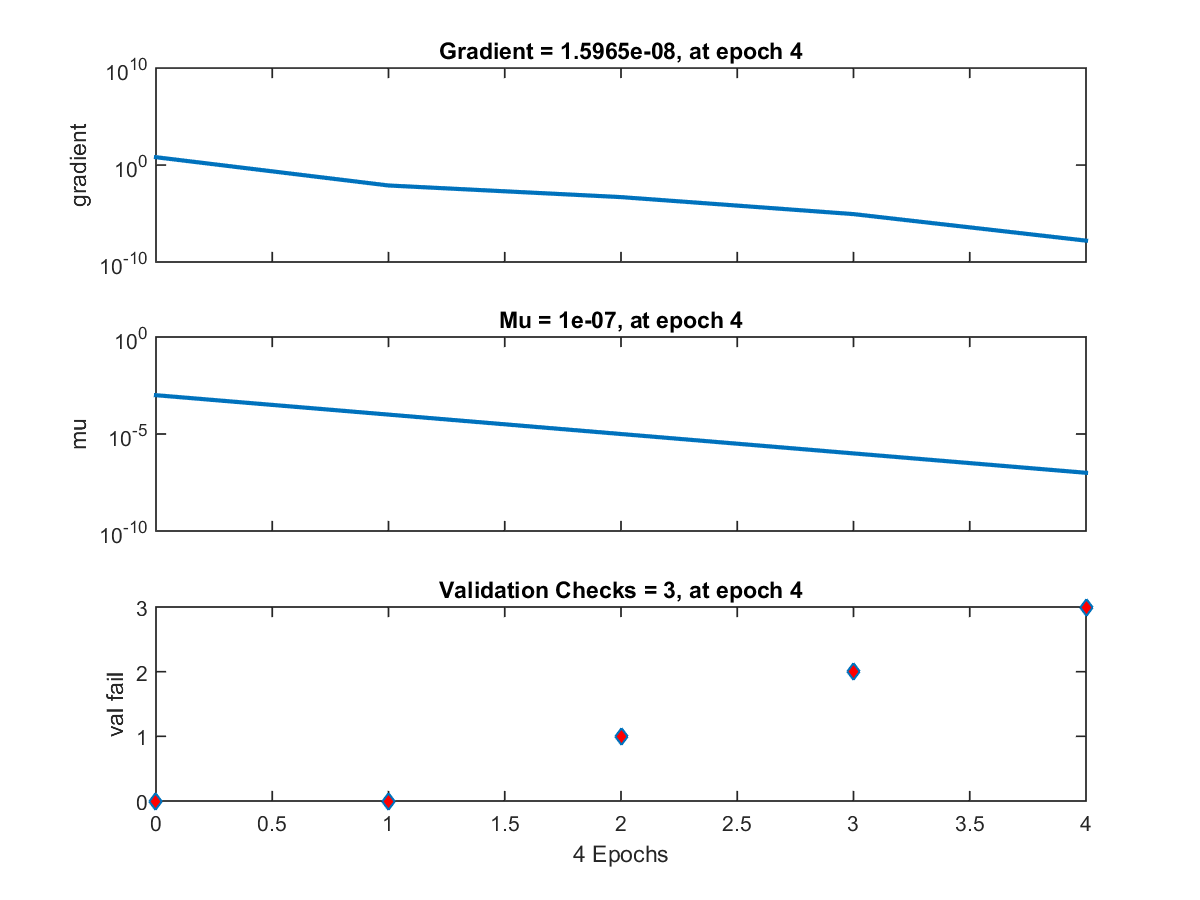 Gradient = 1.5965e-08, at epoch 4
10^10
10^0
10^-10
gradient
Mu = 1e-07, at epoch 4
10^0
10^-5
10^-10
mu
Validation Checks = 3, at epoch 4
3
2
1
0
val fail
0 0.5 1 1.5 2 2.5 3 3.5 4
4 Epochs